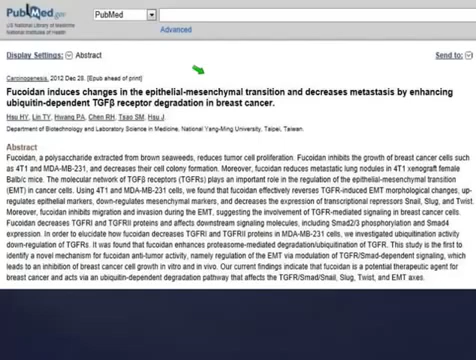 PubMed.gov
US National Library of Medicine
National Institutes of Health
PubMed
Advanced
Display Settings: Abstract
Send to:
Carcinogenesis. 2012 Dec 28. [Epub ahead of print]
Fucoidan induces changes in the epithelial-mesenchymal transition and decreases metastasis by enhancing
ubiquitin-dependent TGFβ receptor degradation in breast cancer.
Hsu HY, Lin TY, Hwang PA, Chen RH, Tsao SM, Hsu J.
Department of Biotechnology and Laboratory Science in Medicine, National Yang-Ming University, Taipei, Taiwan.
Abstract
Fucoidan, a polysaccharide extracted from brown seaweeds, reduces tumor cell proliferation. Fucoidan inhibits the growth of breast cancer cells such
as 4T1 and MDA-MB-231, and decreases their cell colony formation. Moreover, fucoidan reduces metastatic lung nodules in 4T1 xenograft female
Balb/c mice. The molecular network of TGFβ receptors (TGFRs) plays an important role in the regulation of the epithelial-mesenchymal transition
(EMT) in cancer cells. Using 4T1 and MDA-MB-231 cells, we found that fucoidan effectively reverses TGFR-induced EMT morphological changes, up-
regulates epithelial markers, down-regulates mesenchymal markers, and decreases the expression of transcriptional repressors Snail, Slug, and Twist.
Moreover, fucoidan inhibits migration and invasion during the EMT, suggesting the involvement of TGFR-mediated signaling in breast cancer cells.
Fucoidan decreases TGFRI and TGFRII proteins and affects downstream signaling molecules, including Smad2/3 phosphorylation and Smad4
expression. In order to elucidate how fucoidan decreases TGFRI and TGFRII proteins in MDA-MB-231 cells, we investigated ubiquitination activity
down-regulation of TGFRs. It was found that fucoidan enhances proteasome-mediated degradation/ubiquitination of TGFR. This study is the first to
identify a novel mechanism for fucoidan anti-tumor activity, namely regulation of the EMT via modulation of TGFR/Smad-dependent signaling, which
leads to an inhibition of breast cancer cell growth in vitro and in vivo. Our current findings indicate that fucoidan is a potential therapeutic agent for
breast cancer and acts via an ubiquitin-dependent degradation pathway that affects the TGFR/Smad/Snail, Slug, Twist, and EMT axes.